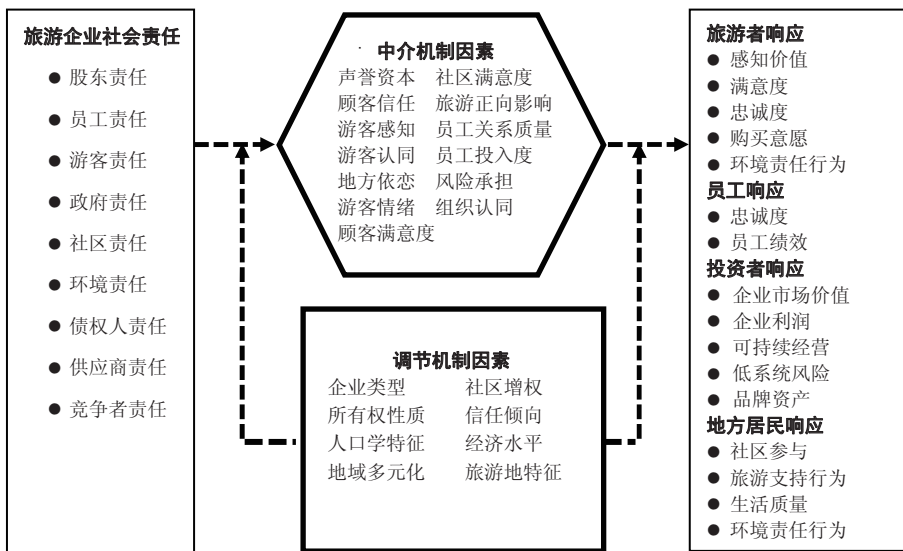 旅游企业社会责任
● 股东责任
● 员工责任
● 游客责任
● 政府责任
● 社区责任
● 环境责任
● 债权人责任
● 供应商责任
● 竞争者责任
中介机制因素
声誉资本 社区满意度
顾客信任 旅游正向影响
游客感知 员工关系质量
游客认同 员工投入度
地方依恋 风险承担
游客情绪 组织认同
顾客满意度
调节机制因素
企业类型 社区增权
所有权性质 信任倾向
人口学特征 经济水平
地域多元化 旅游地特征
旅游者响应
● 感知价值
● 满意度
● 忠诚度
● 购买意愿
● 环境责任行为
员工响应
● 忠诚度
● 员工绩效
投资者响应
● 企业市场价值
● 企业利润
● 可持续经营
● 低系统风险
● 品牌资产
地方居民响应
● 社区参与
● 旅游支持行为
● 生活质量
● 环境责任行为